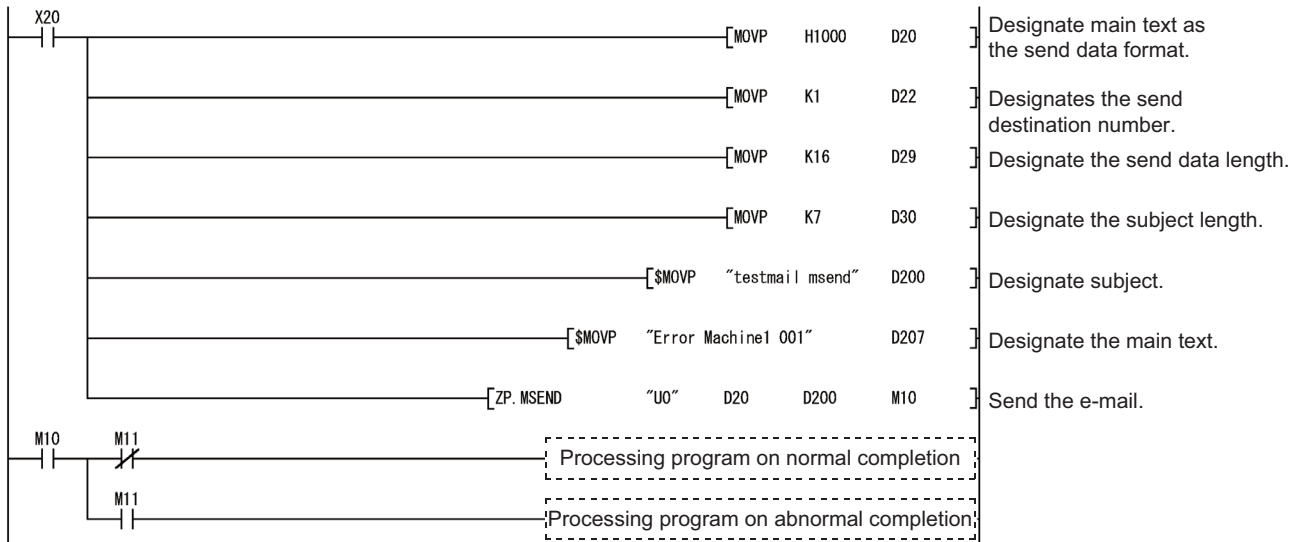 X20
[MOVP H1000 D20 ]
Designate main text as
the send data format.
[MOVP K1 D22 ]
Designates the send
destination number.
[MOVP K16 D29 ]
Designate the send data length.
[MOVP K7 D30 ]
Designate the subject length.
[$MOVP "testmail msend" D200 ]
Designate subject.
[$MOVP "Error Machine1 001" D207 ]
Designate the main text.
[ZP.MSEND "U0" D20 D200 M10 ]
Send the e-mail.
M10 M11
Processing program on normal completion
M11
Processing program on abnormal completion